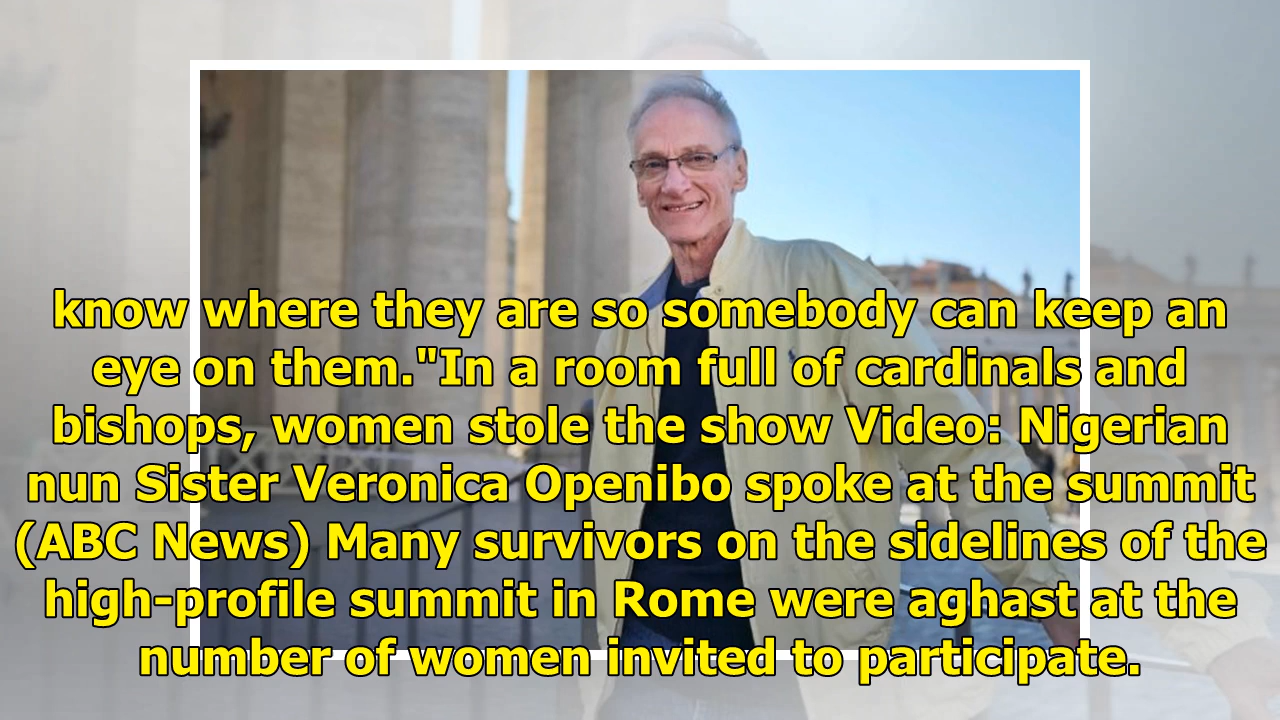 know where they are so somebody can keep an
eye on them."In a room full of cardinals and
bishops, women stole the show Video: Nigerian
nun Sister Veronica Openibo spoke at the summit
(ABC News) Many survivors on the sidelines of the
high-profile summit in Rome were aghast at the
number of women invited to participate.